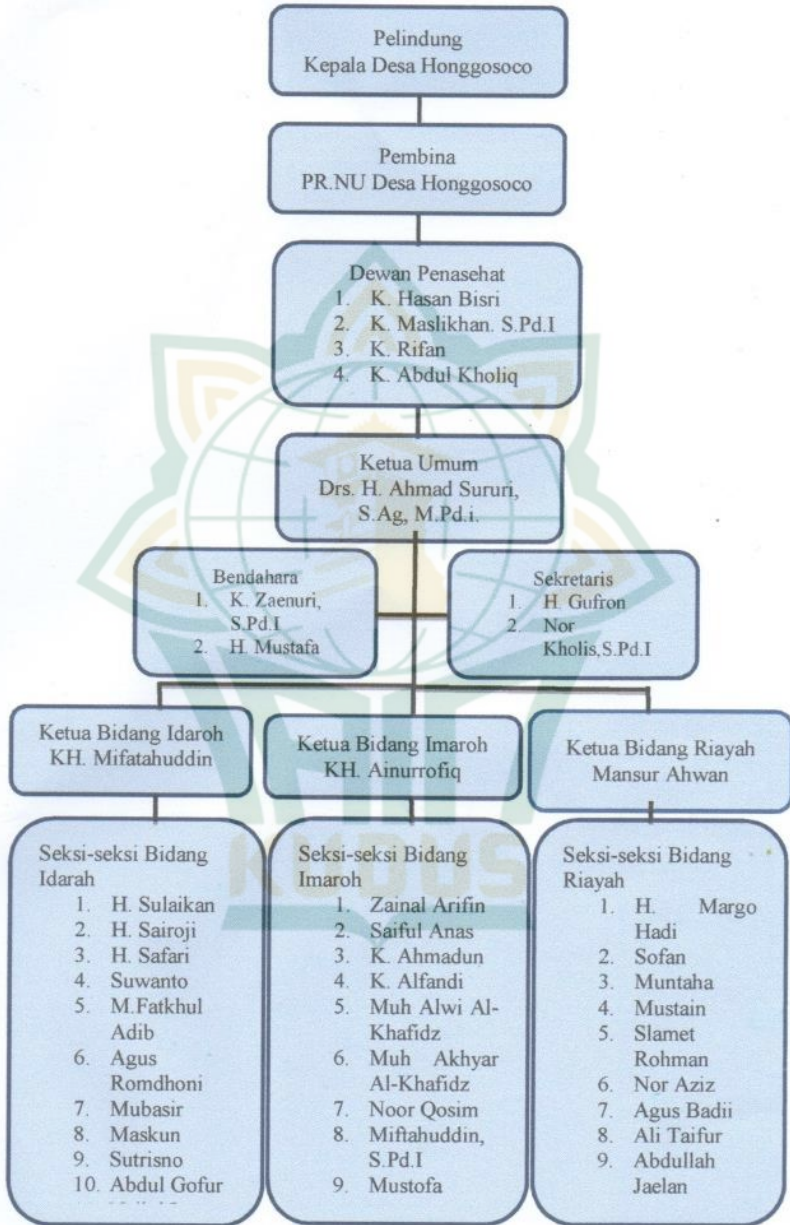 Pelindung
Kepala Desa Honggosoco
Pembina
PR.NU Desa Honggosoco
Dewan Penasehat
1. K. Hasan Bisri
2. K. Maslikhan. S.Pd.I
3. K. Rifan
4. K. Abdul Kholiq
Ketua Umum
Drs. H. Ahmad Sururi,
S.Ag, M.Pd.i.
Bendahara
1. K. Zaenuri,
S.Pd.I
2. H. Mustafa
Sekretaris
1. H. Gufron
2. Nor
Kholis,S.Pd.I
Ketua Bidang Idaroh
KH. Mifatahuddin
Ketua Bidang Imaroh
KH. Ainurrofiq
Ketua Bidang Riayah
Mansur Ahwan
Seksi-seksi Bidang
Idarah
1. H. Sulaikan
2. H. Sairoji
3. H. Safari
4. Suwanto
5. M.Fatkhul
Adib
6. Agus
Romdhoni
7. Mubasir
8. Maskun
9. Sutrisno
10. Abdul Gofur
Seksi-seksi Bidang
Imaroh
1. Zainal Arifin
2. Saiful Anas
3. K. Ahmadun
4. K. Alfandi
5. Muh Alwi Al-
Khafidz
6. Muh Akhyar
Al-Khafidz
7. Noor Qosim
8. Miftahuddin,
S.Pd.I
9. Mustofa
Seksi-seksi Bidang
Riayah
1. H. Margo
Hadi
2. Sofan
3. Muntaha
4. Mustain
5. Slamet
Rohman
6. Nor Aziz
7. Agus Badii
8. Ali Taifur
9. Abdullah
Jaelan
KUDUS